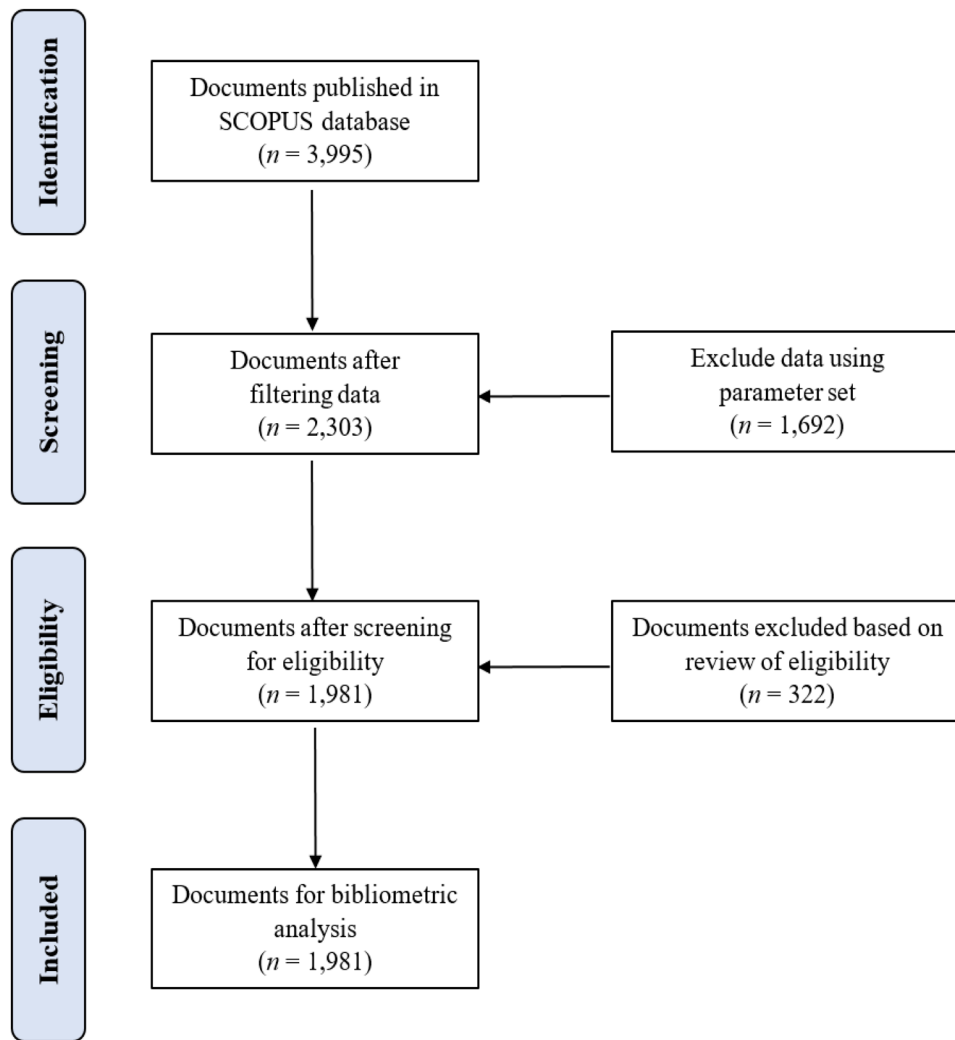 Identification
Documents published in
SCOPUS database
(n = 3,995)
Screening
Documents after
filtering data
(n = 2,303)
Exclude data using
parameter set
(n = 1,692)
Eligibility
Documents after screening
for eligibility
(n = 1,981)
Documents excluded based on
review of eligibility
(n = 322)
Included
Documents for bibliometric
analysis
(n = 1,981)